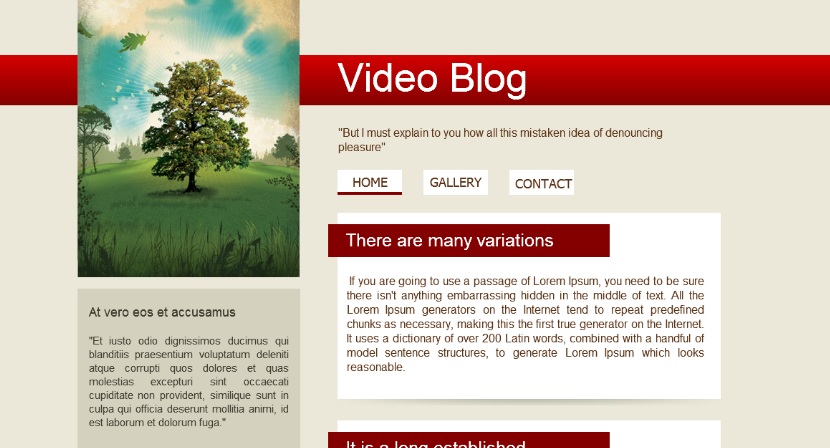 Video Blog
"But I must explain to you how all this mistaken idea of denouncing
pleasure"
HOME GALLERY CONTACT
There are many variations
If you are going to use a passage of Lorem Ipsum, you need to be sure
there isn't anything embarrassing hidden in the middle of text. All the
Lorem Ipsum generators on the Internet tend to repeat predefined
chunks as necessary, making this the first true generator on the Internet.
It uses a dictionary of over 200 Latin words, combined with a handful of
model sentence structures, to generate Lorem Ipsum which looks
reasonable.
It is a long established
At vero eos et accusamus
"Et iusto odio dignissimos ducimus qui
blanditiis praesentium voluptatum deleniti
atque corrupti quos dolores et quas
molestias excepturi sint occaecati
cupiditate non provident, similique sunt in
culpa qui officia deserunt mollitia animi, id
est laborum et dolorum fuga."